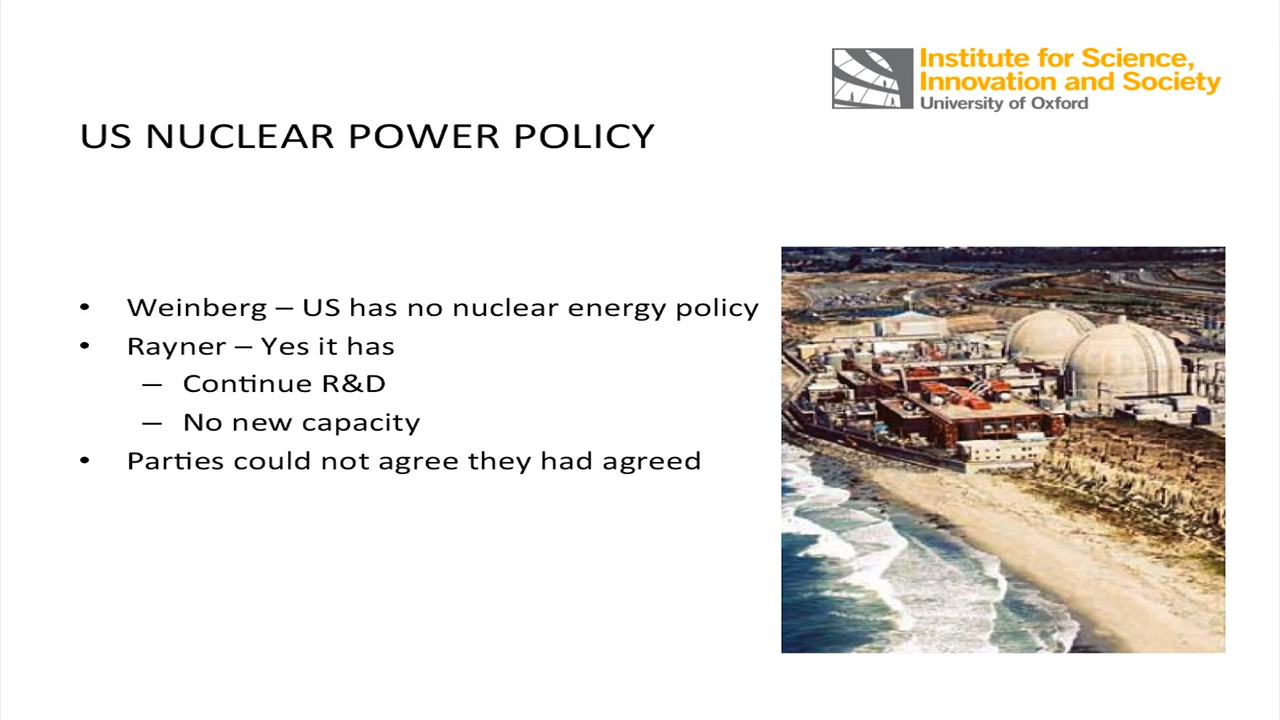 Institute for Science,
Innovation and Society
University of Oxford
US NUCLEAR POWER POLICY
• Weinberg – US has no nuclear energy policy
• Rayner – Yes it has
– Continue R&D
– No new capacity
• Parties could not agree they had agreed